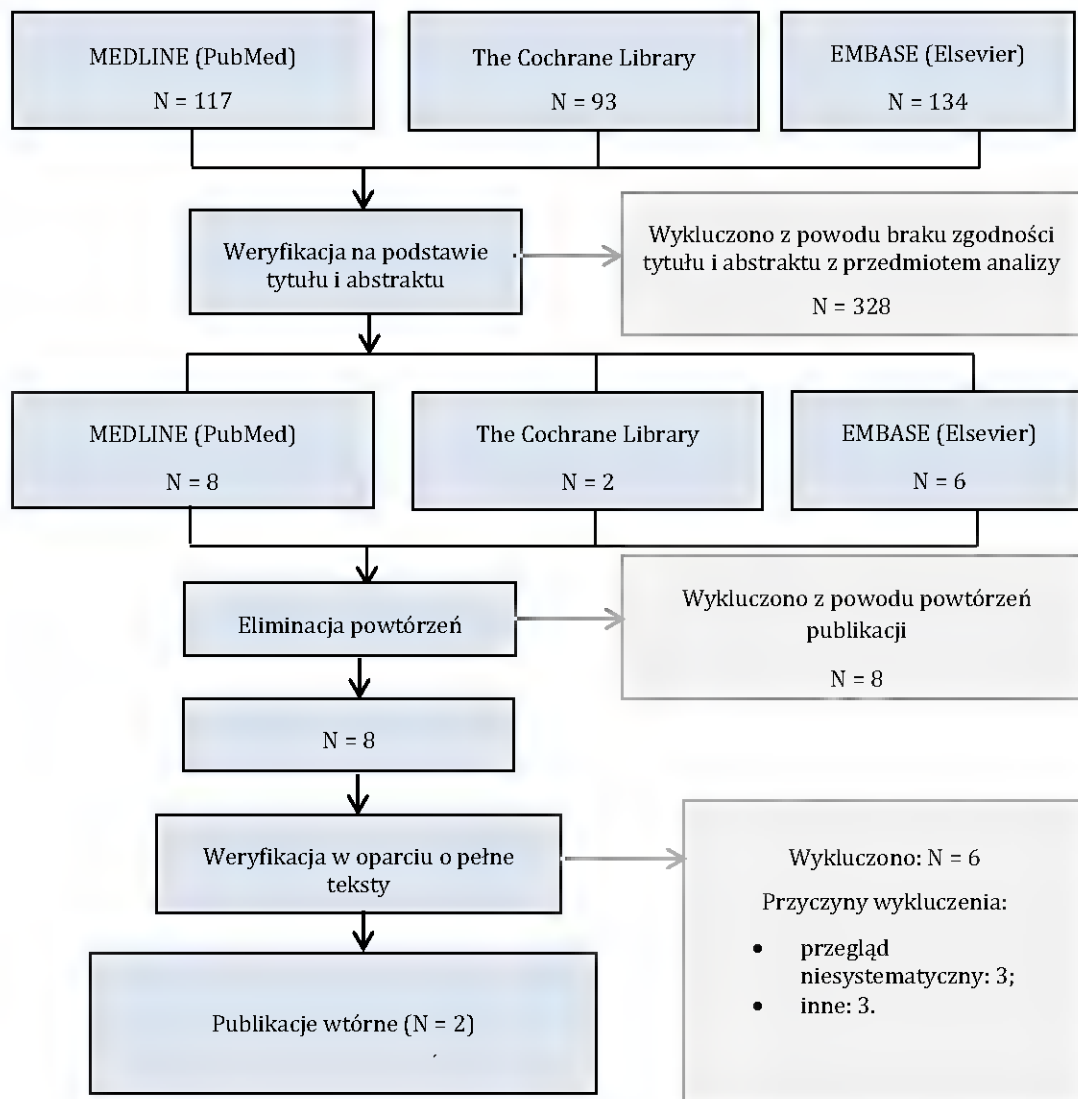 MEDLINE (PubMed)
N = 117
The Cochrane Library
N = 93
EMBASE (Elsevier)
N = 134
Weryfikacja na podstawie
tytułu i abstraktu
Wykluczono z powodu braku zgodności
tytułu i abstraktu z przedmiotem analizy
N = 328
MEDLINE (PubMed)
N = 8
The Cochrane Library
N = 2
EMBASE (Elsevier)
N = 6
Eliminacja powtórzeń
Wykluczono z powodu powtórzeń
publikacji
N = 8
N = 8
Weryfikacja w oparciu o pełne
teksty
Wykluczono: N = 6
Przyczyny wykluczenia:
• przegląd
niesystematyczny: 3;
• inne: 3.
Publikacje wtórne (N = 2)